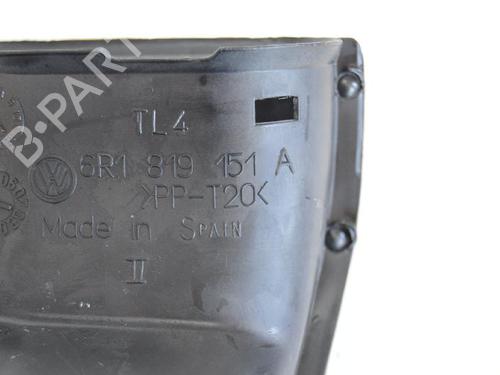 B-PARTS
TL4
6R1 819 151 A
>PP-T20<
Made in SPAIN
II